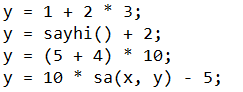 y = 1 + 2 * 3;
y = sayhi() + 2;
y = (5 + 4) * 10;
y = 10 * sa(x, y) - 5;